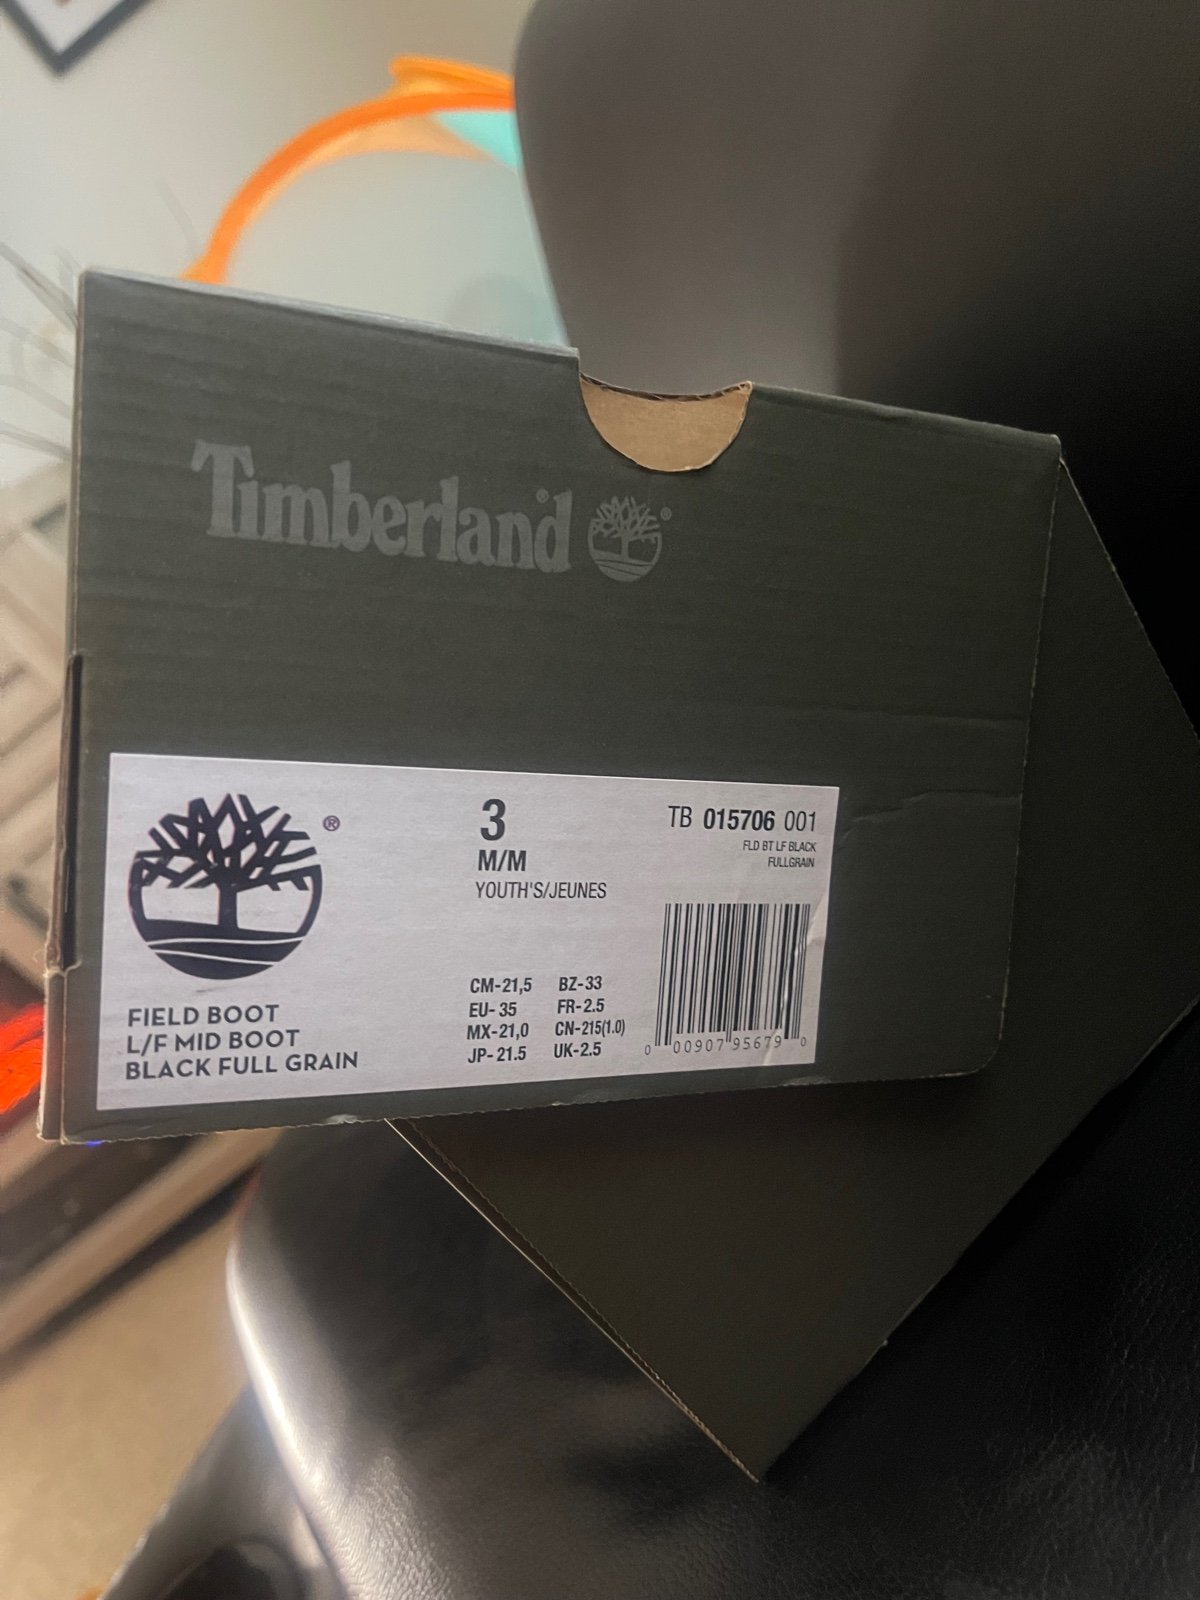 Timberland®
®
®
3
M/M
YOUTH'S/JEUNES
TB 015706 001
FLD BT LF BLACK
FULLGRAIN
FIELD BOOT
L/F MID BOOT
BLACK FULL GRAIN
CM-21,5 BZ-33
EU- 35 FR-2.5
MX-21,0 CN-215(1.0)
JP- 21.5 UK-2.5
0 00907 95679 0